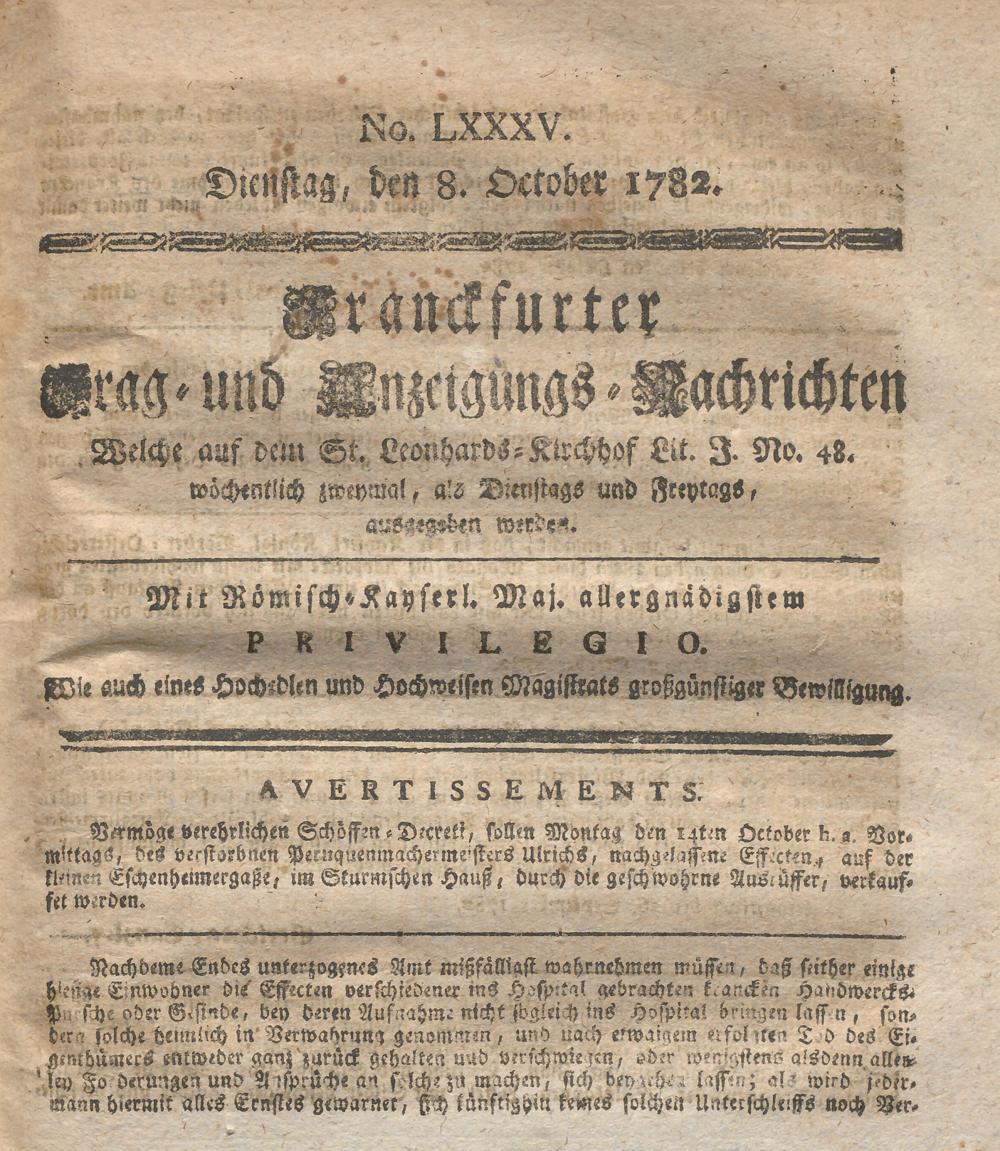 No. LXXXV.
Dienstag, den 8. October 1782.
Franckfurter
Frag- und Anzeigungs-Nachrichten
Welche auf dem St. Leonhards-Kirchhof Lit. J. No. 48.
wöchentlich zweymal, als Dienstags und Freytags,
ausgegeben werden.
Mit Römisch-Kayserl. Maj. allergnädigstem
PRIVILEGIO.
Wie auch eines Hochedlen und Hochweisen Magistrats großgünstiger Bewilligung.
AVERTISSEMENTS.
Vermöge verehrlichen Schöffen-Decreti, sollen Montag den 14ten October h. a. Vor-
mittags, des verstorbnen Peruquenmachermeisters Ulrichs, nachgelassene Effecten, auf der
kleinen Eschenheimergaße, im Sturmischen Hauß, durch die geschwohrne Ausrüffer, verkauf-
fet werden.
Nachdeme Endes unterzogenes Amt mißfälligst wahrnehmen müssen, daß seither einige
hiesige Einwohner die Effecten verschiedener ins Hospital gebrachten krancken Handwercks-
Pursche oder Gesinde, bey deren Aufnahme nicht sogleich ins Hospital bringen lassen, son-
dern solche heimlich in Verwahrung genommen, und nach etwaigem erfolgten Tod des Ei-
genthümers entweder ganz zurück gehalten und verschwiegen, oder wenigstens alsdenn aller-
ley Forderungen und Ansprüche an solche zu machen, sich beygehen lassen; als wird jeder-
mann hiermit alles Ernstes gewarnet, sich künftighin keines solchen Unterschleiffs noch Ver-